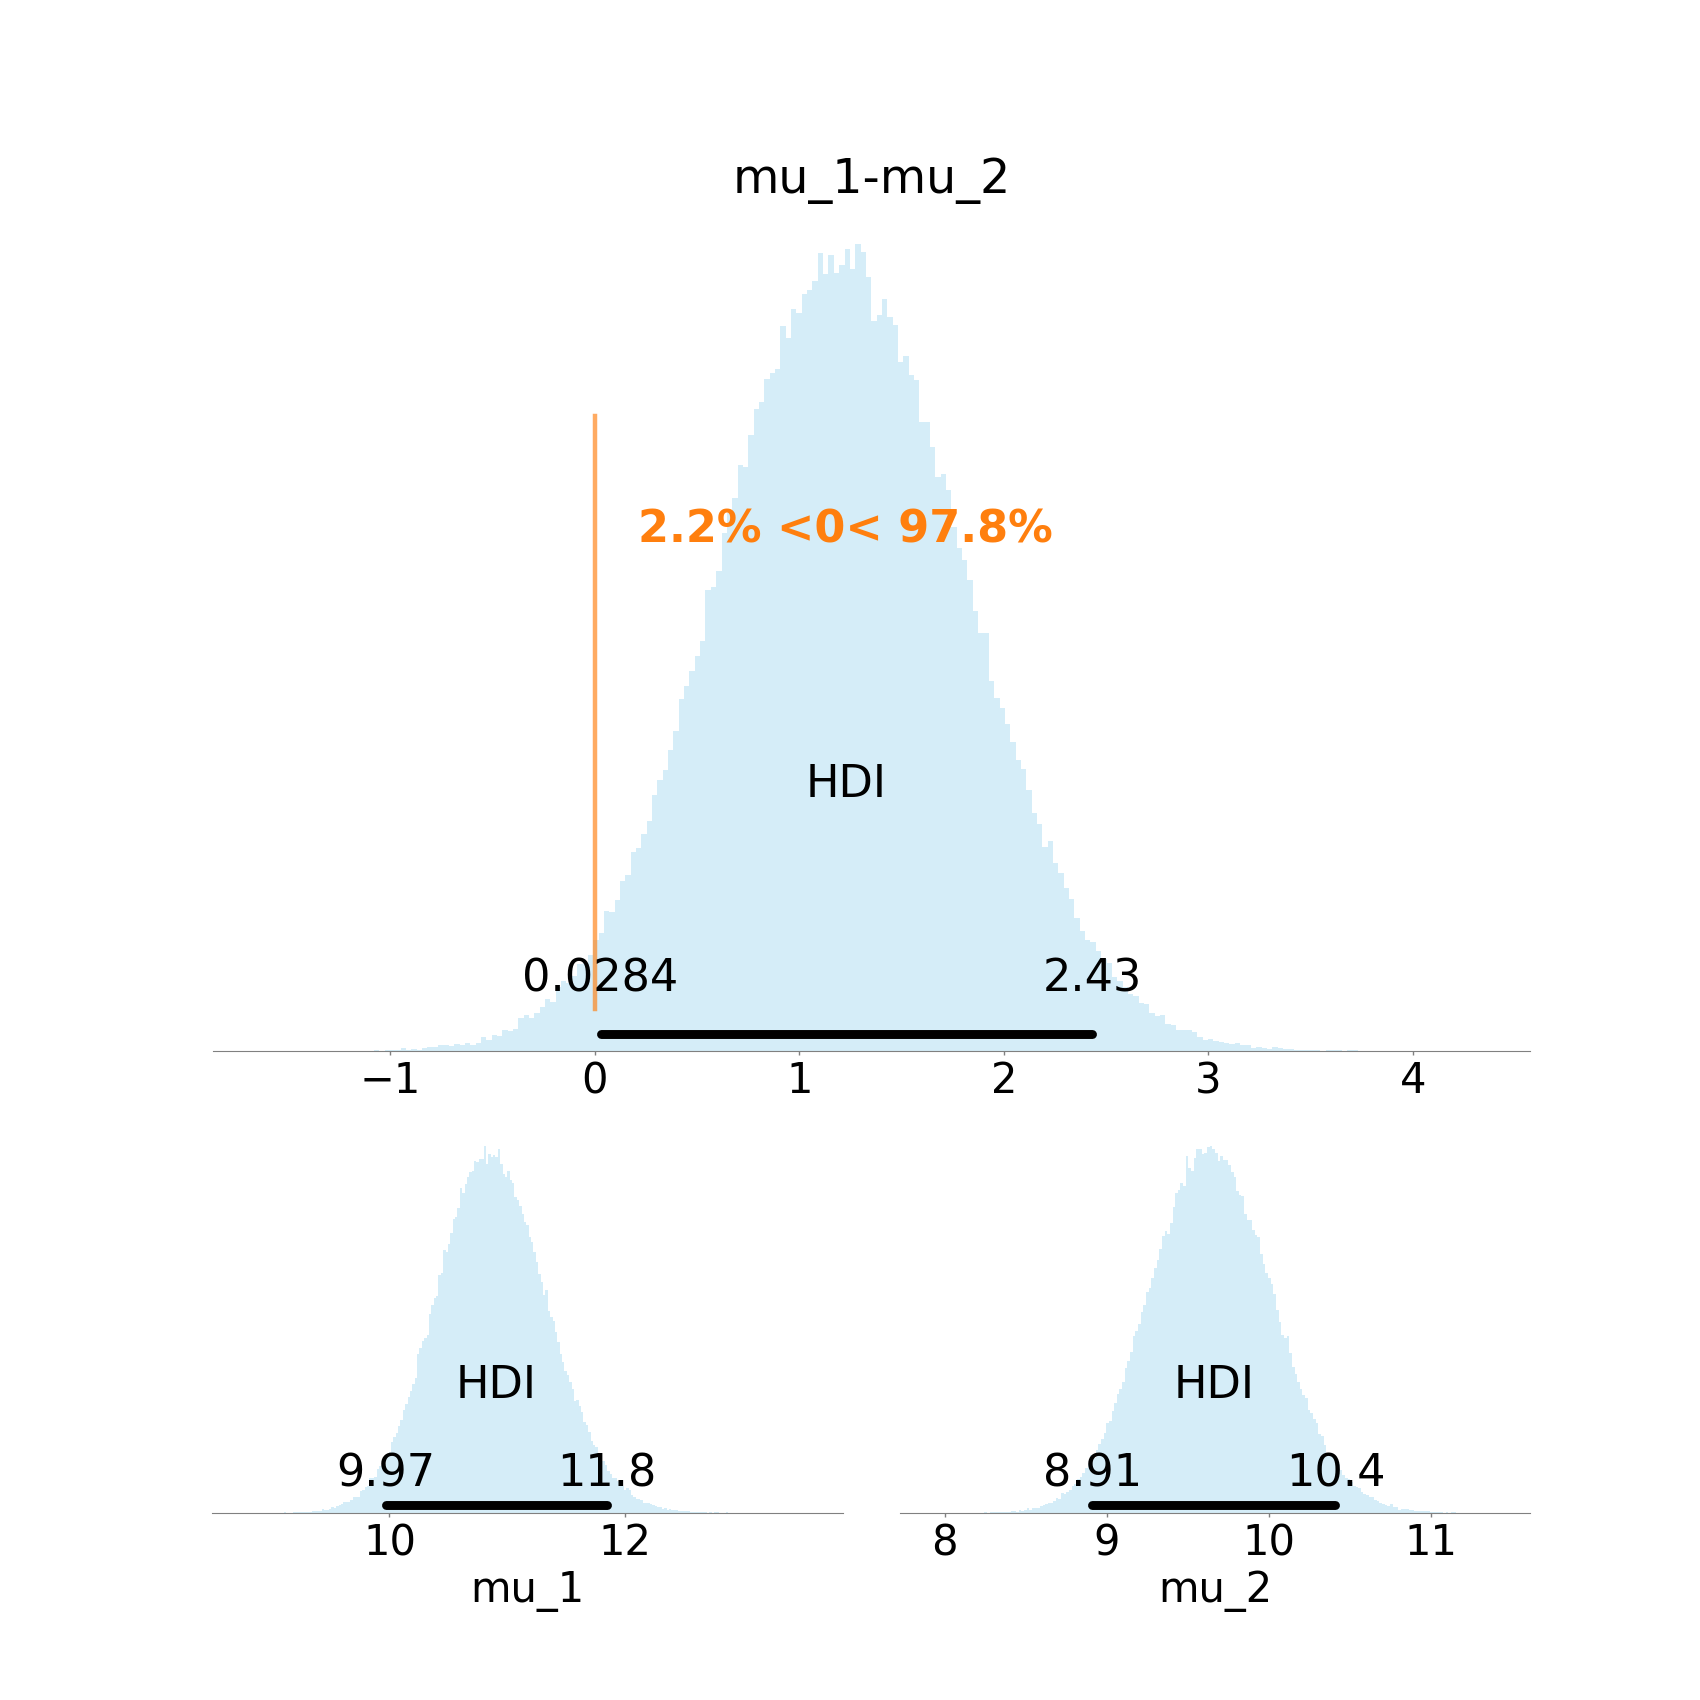 mu_1-mu_2
2.2% <0< 97.8%
HDI
0.0284 2.43
−1 0 1 2 3 4
HDI HDI
9.97 11.8 8.91 10.4
10 12 8 9 10 11
mu_1 mu_2